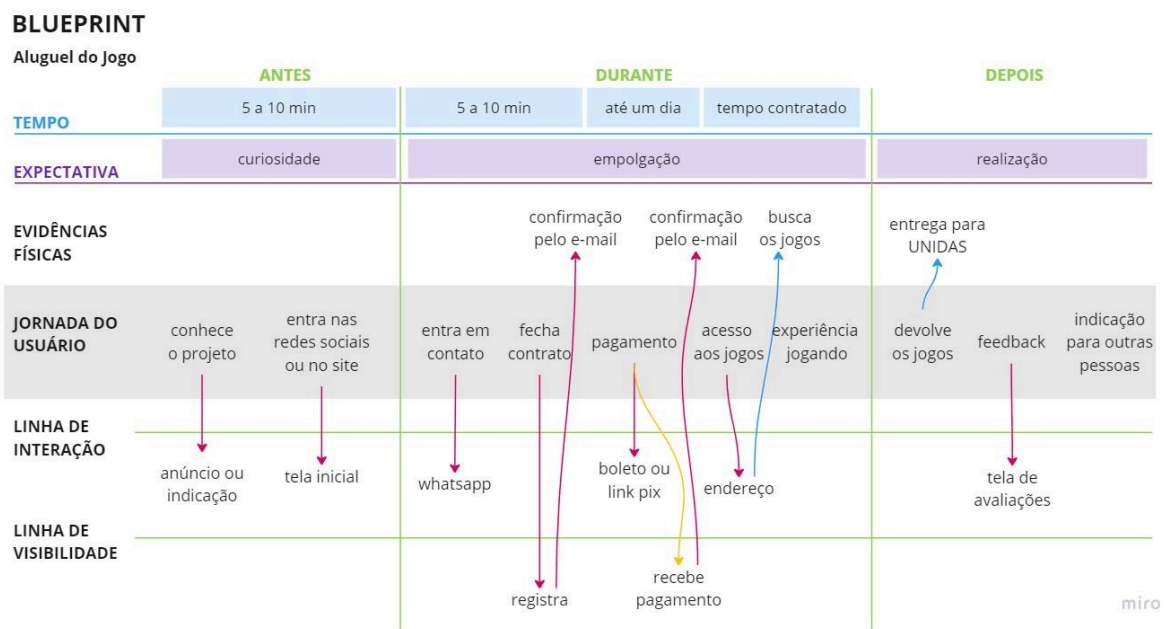 BLUEPRINT
Aluguel do Jogo
ANTES
DURANTE
DEPOIS
TEMPO
5 a 10 min
5 a 10 min
até um dia
tempo contratado
EXPECTATIVA
curiosidade
empolgação
realização
EVIDÊNCIAS
FÍSICAS
confirmação
pelo e-mail
confirmação
pelo e-mail
busca
os jogos
entrega para
UNIDAS
JORNADA DO
USUÁRIO
conhece
o projeto
entra nas
redes sociais
ou no site
entra em
contato
fecha
contrato
pagamento
acesso
aos jogos
experiência
jogando
devolve
os jogos
feedback
indicação
para outras
pessoas
LINHA DE
INTERAÇÃO
anúncio ou
indicação
tela inicial
whatsapp
boleto ou
link pix
endereço
tela de
avaliações
LINHA DE
VISIBILIDADE
registra
recebe
pagamento
miro